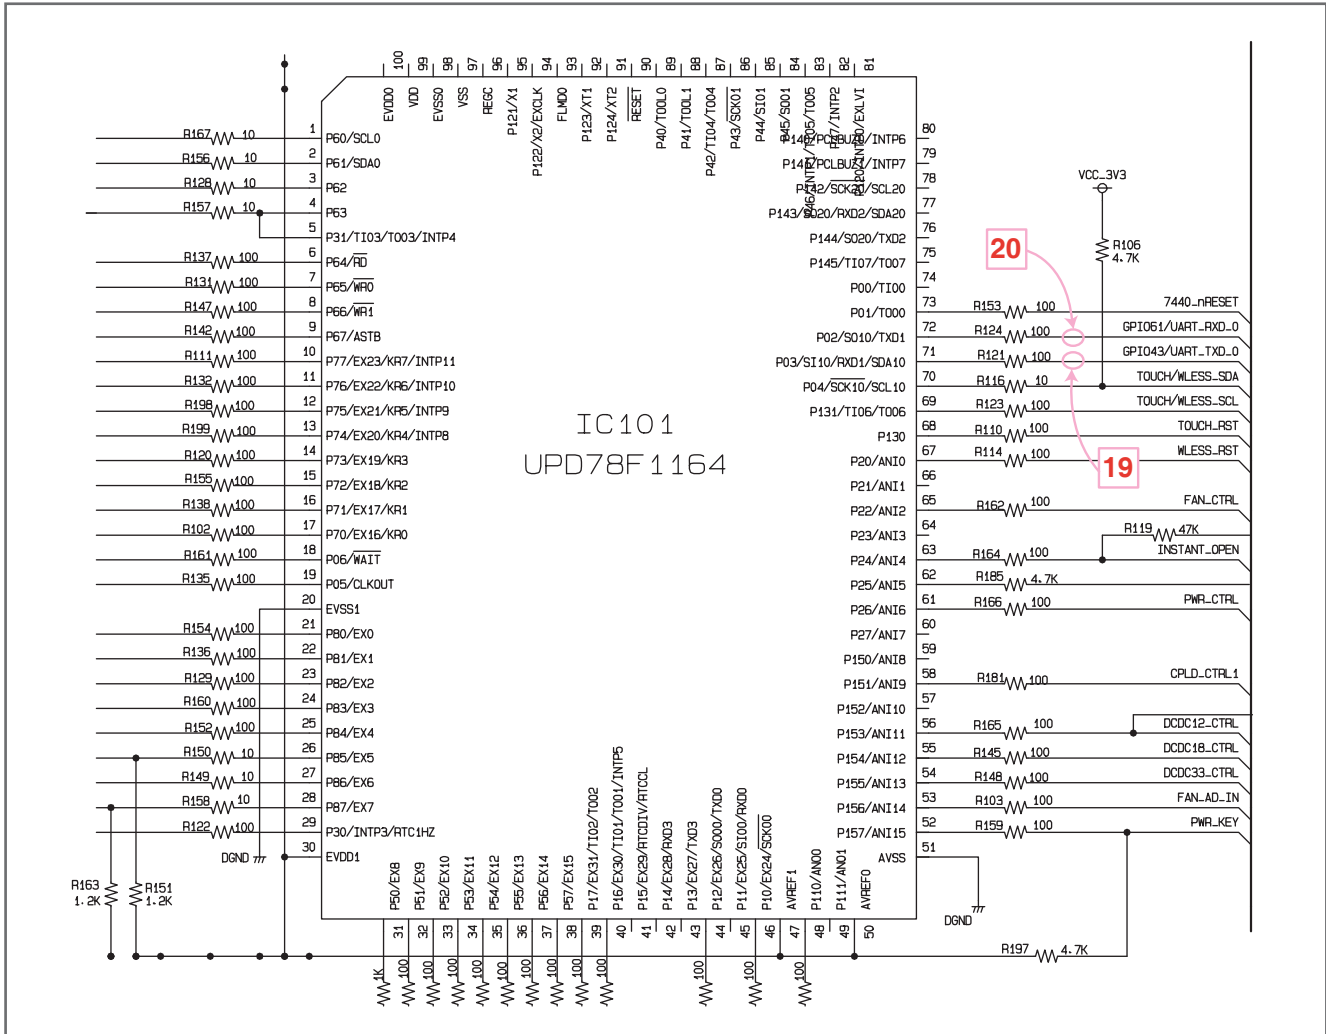 100 99 98 97 96 95 94 93 92 91 90 89 88 87 86 85 84 83 82 81
EVDD0
VDD
EVSS0
VSS
REGC
P121/X1
P122/X2/EXCLK
FLMD0
P123/XT1
P124/XT2
RESET
P40/TOOL0
P41/TOOL1
P42/TI04/TO04
P43/SCK01
P44/SI01
P45/SO01
P46/INTP1/TI05/TO05
P47/INTP2
P120/INTP0/EXLVI
R167 10 1 P60/SCL0
R156 10 2 P61/SDA0
R128 10 3 P62
R157 10 4 P63
5 P31/TI03/TO03/INTP4
R137 100 6 P64/RD
R131 100 7 P65/WR0
R147 100 8 P66/WR1
R142 100 9 P67/ASTB
R111 100 10 P77/EX23/KR7/INTP11
R132 100 11 P76/EX22/KR6/INTP10
R198 100 12 P75/EX21/KR5/INTP9
R199 100 13 P74/EX20/KR4/INTP8
R120 100 14 P73/EX19/KR3
R155 100 15 P72/EX18/KR2
R138 100 16 P71/EX17/KR1
R102 100 17 P70/EX16/KR0
R161 100 18 P06/WAIT
R135 100 19 P05/CLKOUT
20 EVSS1
R154 100 21 P80/EX0
R136 100 22 P81/EX1
R129 100 23 P82/EX2
R160 100 24 P83/EX3
R152 100 25 P84/EX4
R150 10 26 P85/EX5
R149 10 27 P86/EX6
R158 10 28 P87/EX7
R122 100 29 P30/INTP3/RTC1HZ
DGND 30 EVDD1
R163 1.2K
R151 1.2K
IC101
UPD78F1164
P140/PCLBUZ0/INTP6 80
P141/PCLBUZ1/INTP7 79
P142/SCK20/SCL20 78
P143/SO20/RXD2/SDA20 77
P144/SO20/TXD2 76
P145/TI07/TO07 75
P00/TI00 74
P01/TO00 73 R153 100 7440_nRESET
P02/SO10/TXD1 72 R124 100 GPIO61/UART_RXD_0
P03/SI10/RXD1/SDA10 71 R121 100 GPIO43/UART_TXD_0
P04/SCK10/SCL10 70 R116 10 TOUCH/WLESS_SDA
P131/TI06/TO06 69 R123 100 TOUCH/WLESS_SCL
P130 68 R110 100 TOUCH_RST
P20/ANI0 67 R114 100 WLESS_RST
P21/ANI1 66
P22/ANI2 65 R162 100 FAN_CTRL
P23/ANI3 64 R119 47K
P24/ANI4 63 R164 100 INSTANT_OPEN
P25/ANI5 62 R185 4.7K
P26/ANI6 61 R166 100 PWR_CTRL
P27/ANI7 60
P150/ANI8 59
P151/ANI9 58 R181 100 CPLD_CTRL1
P152/ANI10 57
P153/ANI11 56 R165 100 DCDC12_CTRL
P154/ANI12 55 R145 100 DCDC18_CTRL
P155/ANI13 54 R148 100 DCDC33_CTRL
P156/ANI14 53 R103 100 FAN_AD_IN
P157/ANI15 52 R159 100 PWR_KEY
AVSS 51
DGND
VCC_3V3
R106
4.7K
20
19
P50/EX8
P51/EX9
P52/EX10
P53/EX11
P54/EX12
P55/EX13
P56/EX14
P57/EX15
P17/EX31/TI02/TO02
P16/EX30/TI01/TO01/INTP5
P15/EX29/RTCDIV/RTCCL
P14/EX28/RXD3
P13/EX27/TXD3
P12/EX26/SO00/TXD0
P11/EX25/SI00/RXD0
P10/EX24/SCK00
AVREF1
P110/ANO0
P111/ANO1
AVREF0
31 32 33 34 35 36 37 38 39 40 41 42 43 44 45 46 47 48 49 50
1K 100 100 100 100 100 100 100 100 100 100 100
R197 4.7K